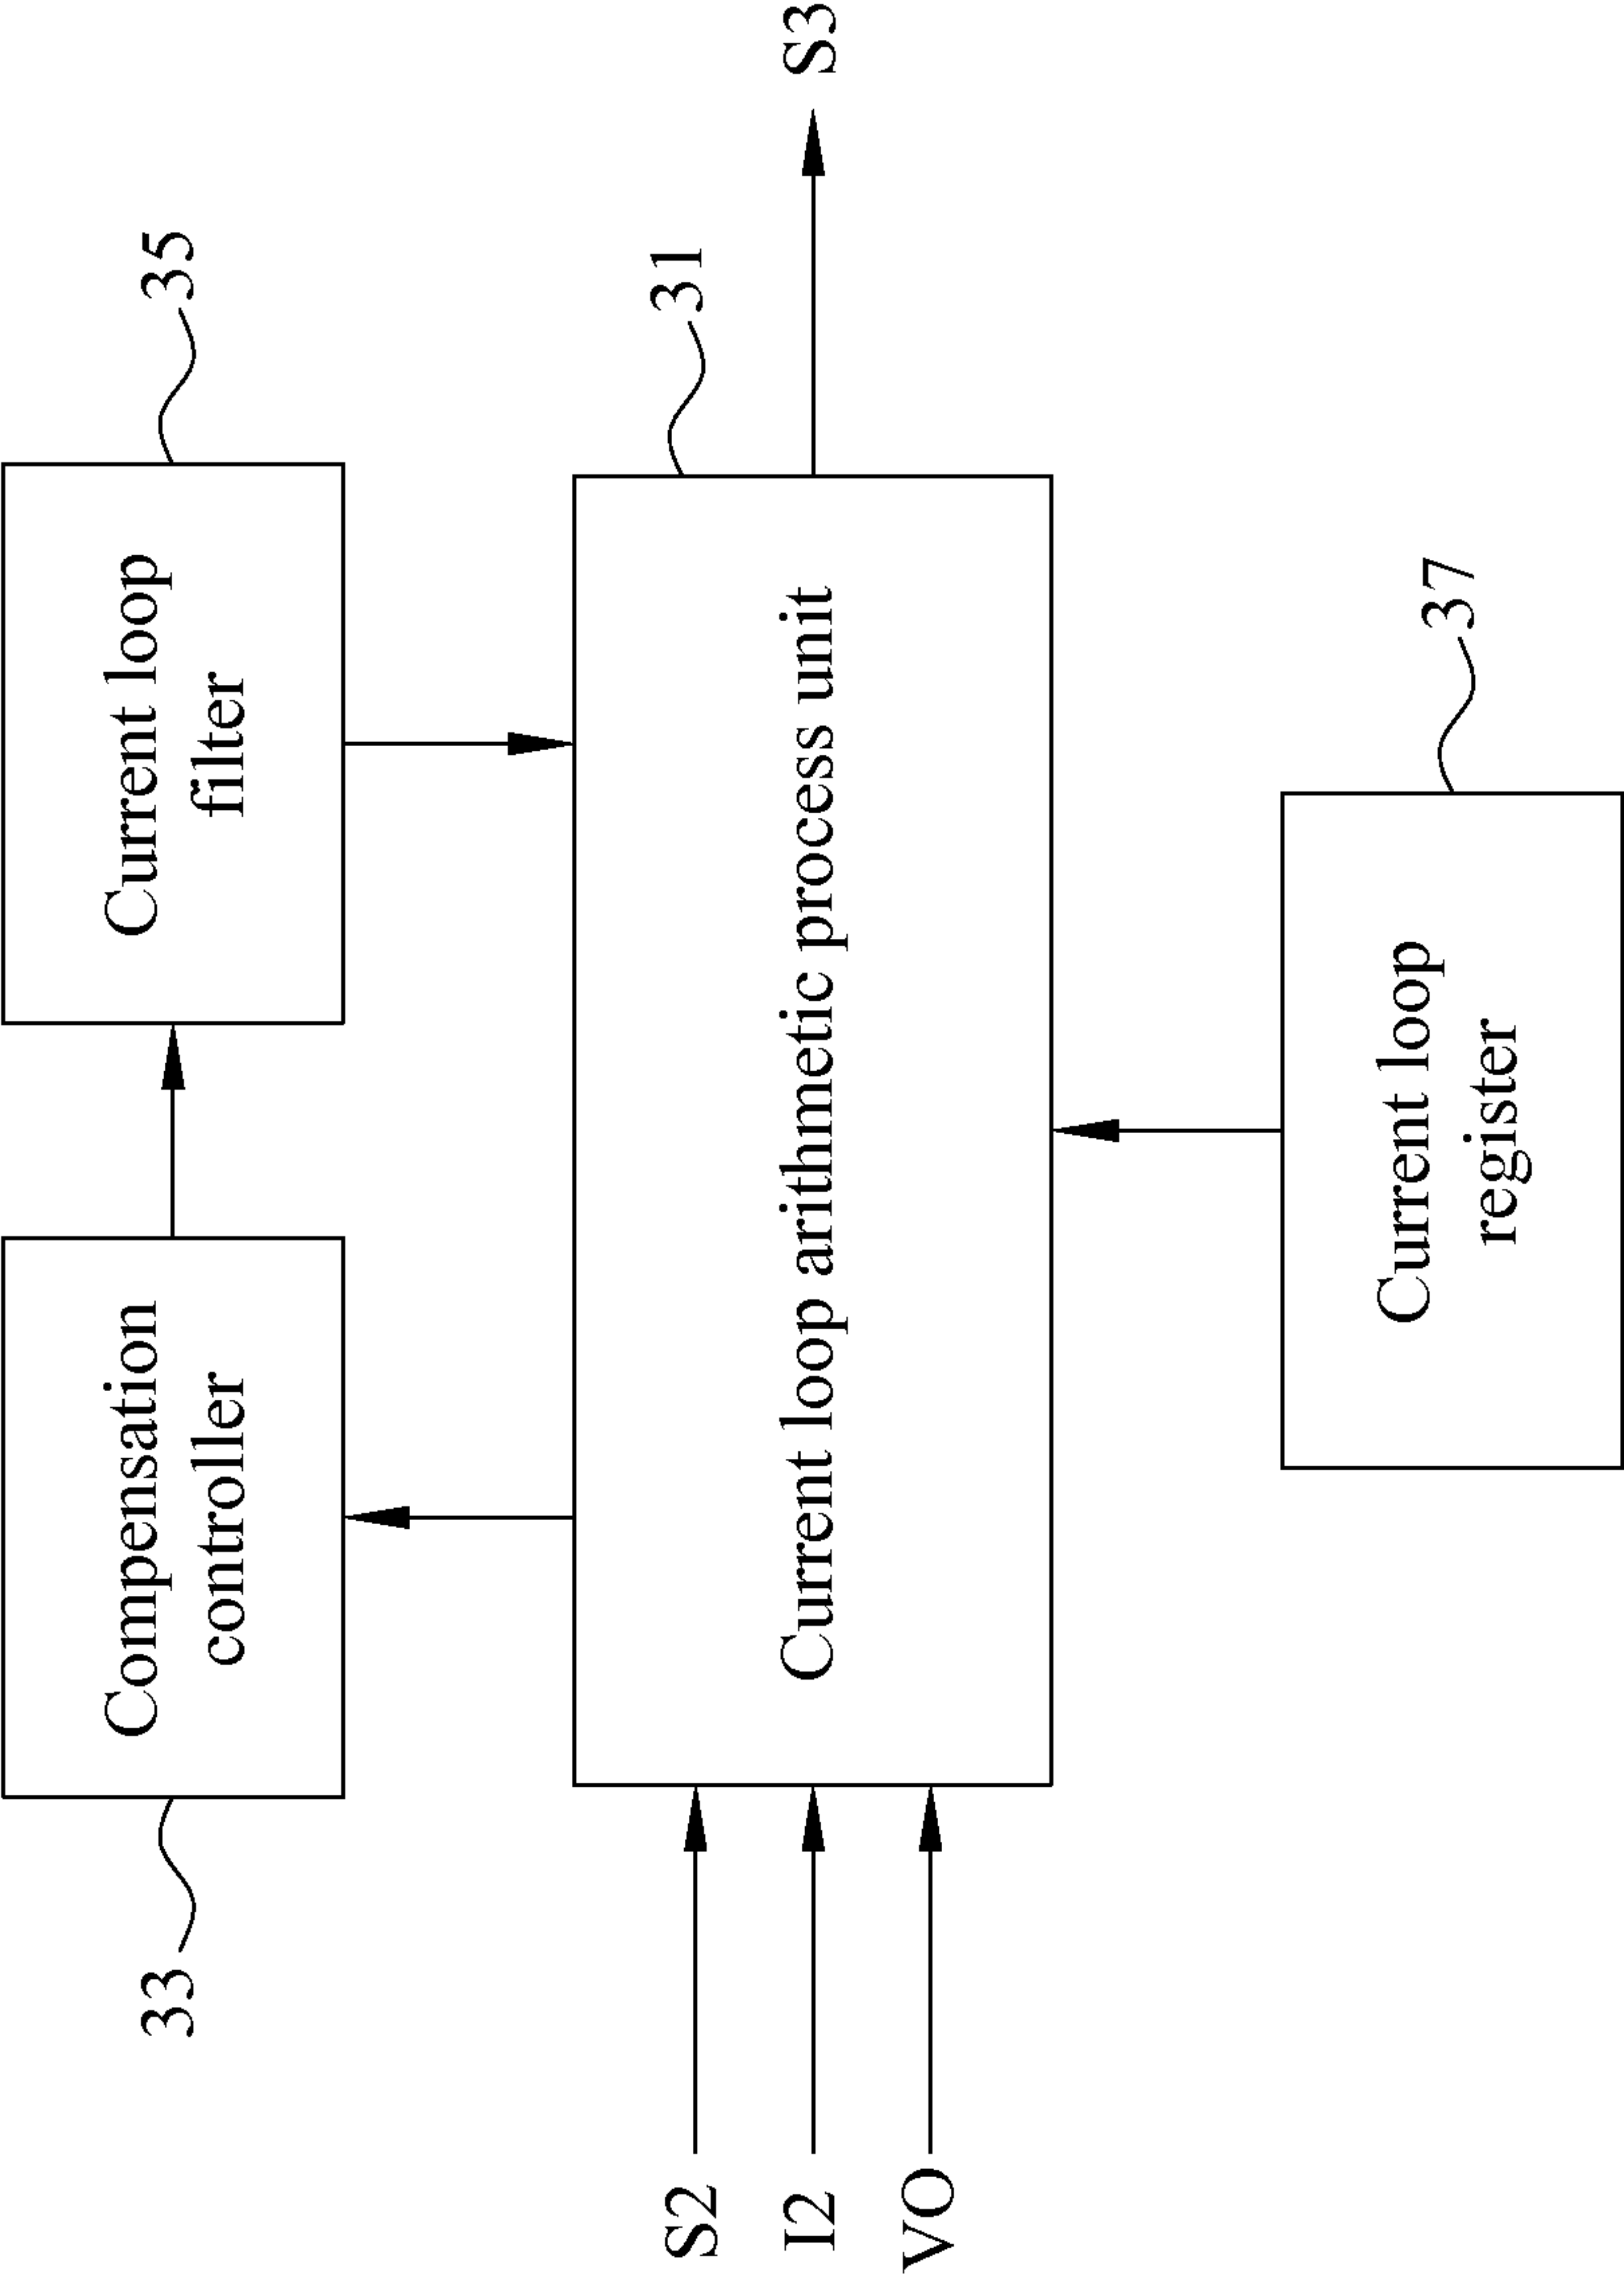 33
Compensation
controller
Current loop
filter
35
S2
I2
VO
Current loop arithmetic process unit
31
S3
Current loop
register
37